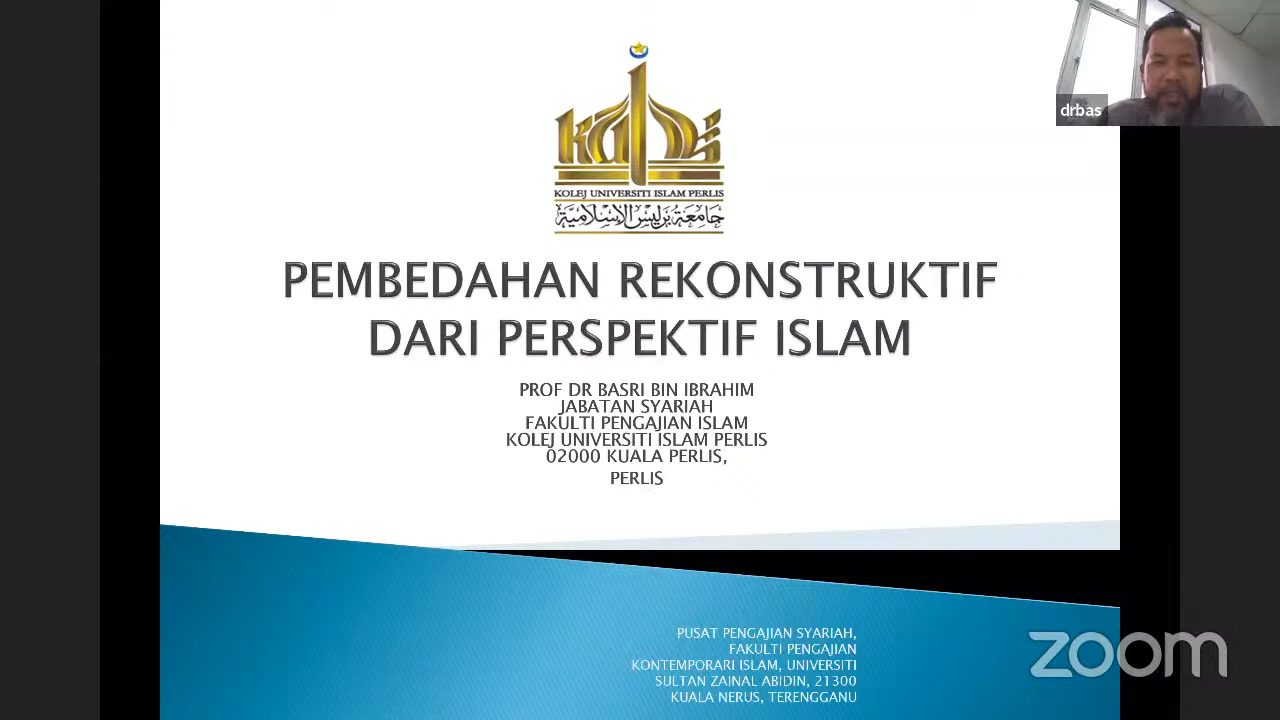 drbas
KUIPs
KOLEJ UNIVERSITI ISLAM PERLIS
جامعة برليس الإسلامية
PEMBEDAHAN REKONSTRUKTIF
DARI PERSPEKTIF ISLAM
PROF DR BASRI BIN IBRAHIM
JABATAN SYARIAH
FAKULTI PENGAJIAN ISLAM
KOLEJ UNIVERSITI ISLAM PERLIS
02000 KUALA PERLIS,
PERLIS
PUSAT PENGAJIAN SYARIAH,
FAKULTI PENGAJIAN
KONTEMPORARI ISLAM, UNIVERSITI
SULTAN ZAINAL ABIDIN, 21300
KUALA NERUS, TERENGGANU
zoom